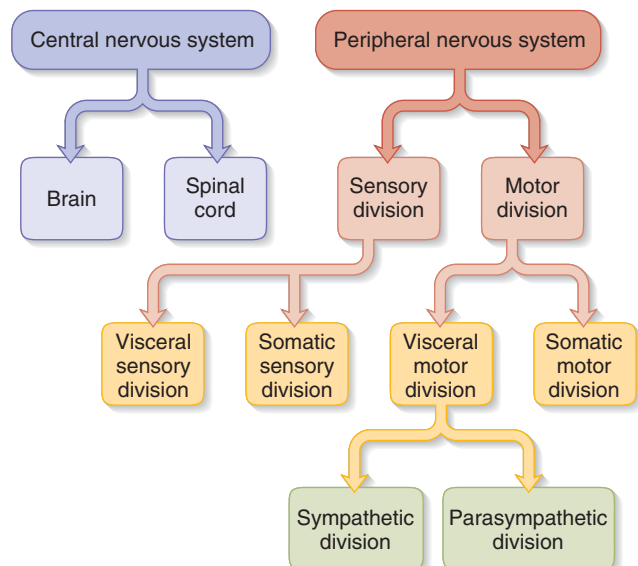 Central nervous system
Peripheral nervous system
Brain
Spinal
cord
Sensory
division
Motor
division
Visceral
sensory
division
Somatic
sensory
division
Visceral
motor
division
Somatic
motor
division
Sympathetic
division
Parasympathetic
division